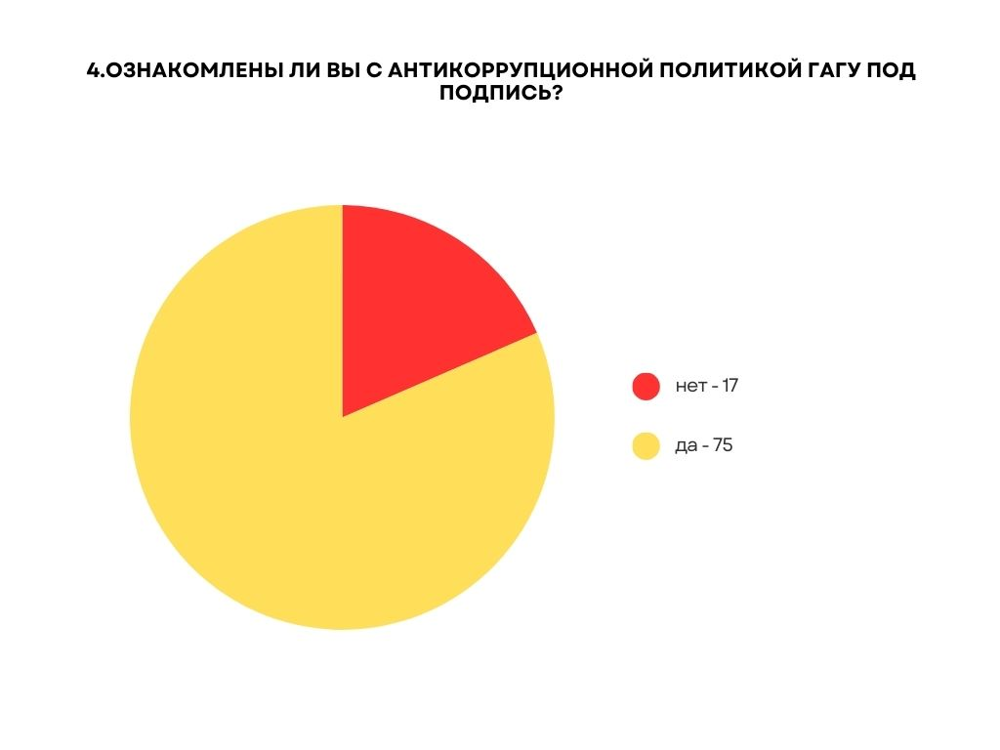 4.ОЗНАКОМЛЕНЫ ЛИ ВЫ С АНТИКОРРУПЦИОННОЙ ПОЛИТИКОЙ ГАГУ ПОД
ПОДПИСЬ?
нет - 17
да - 75